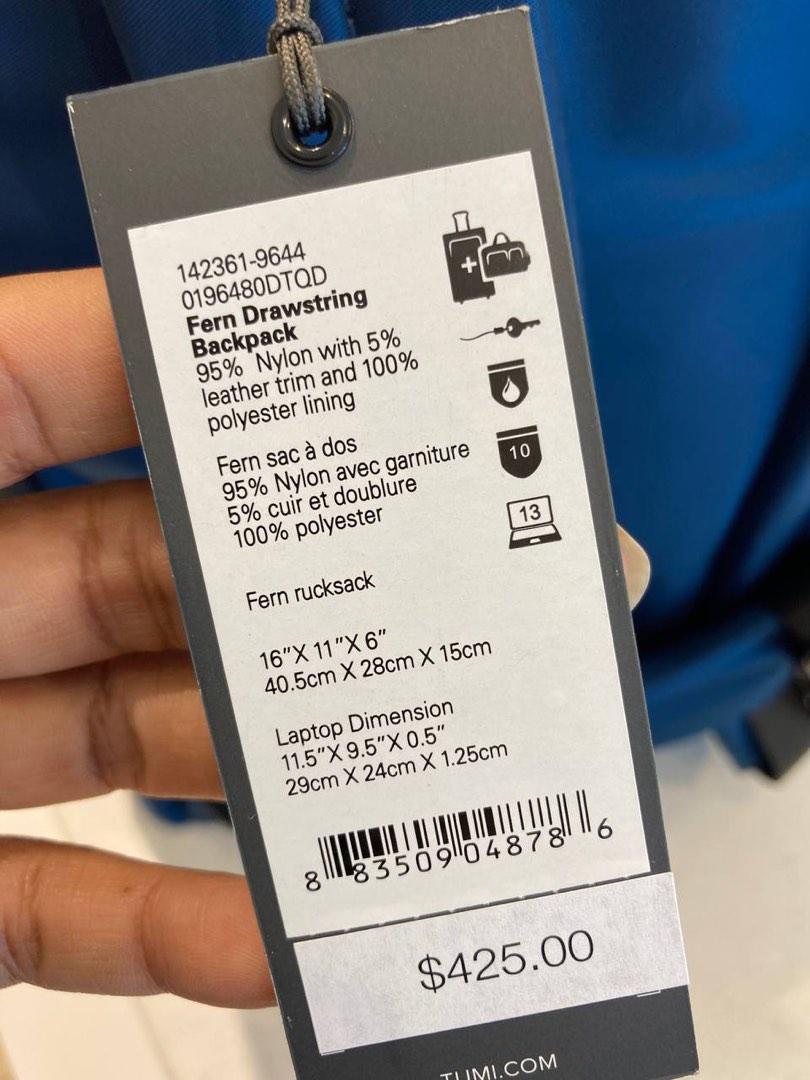 142361-9644
0196480DTQD
Fern Drawstring
Backpack
95% Nylon with 5%
leather trim and 100%
polyester lining
Fern sac à dos
95% Nylon avec garniture
5% cuir et doublure
100% polyester
Fern rucksack
16"X 11"X 6"
40.5cm X 28cm X 15cm
Laptop Dimension
11.5"X 9.5"X 0.5"
29cm X 24cm X 1.25cm
10
13
8 83509 04878 6
$425.00
TUMI.COM